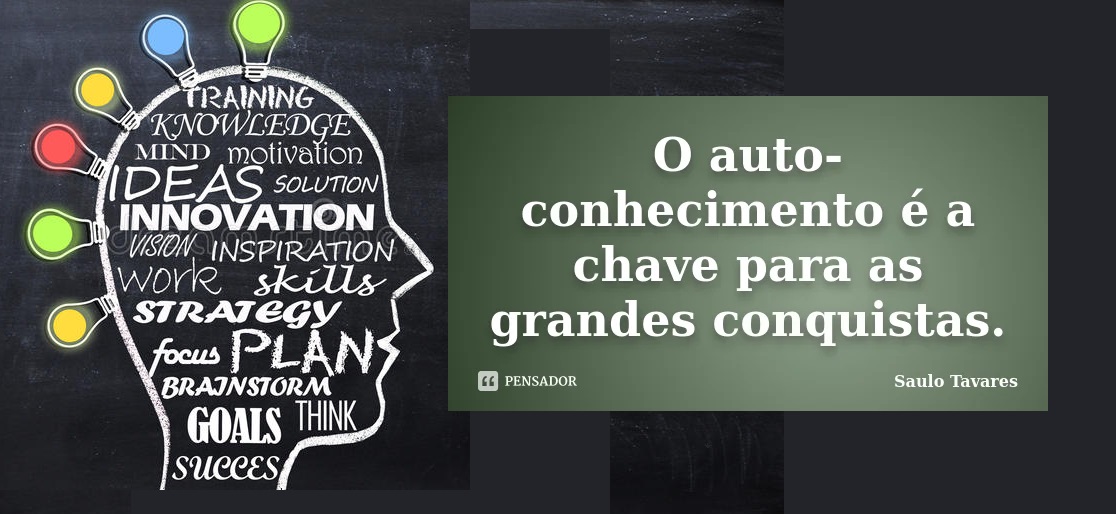 TRAINING
KNOWLEDGE
MIND motivation
IDEAS SOLUTION
INNOVATION
VISION INSPIRATION
work skills
STRATEGY
focus PLAN
BRAINSTORM
GOALS THINK
SUCCES
O auto-
conhecimento é a
chave para as
grandes conquistas.
PENSADOR
Saulo Tavares